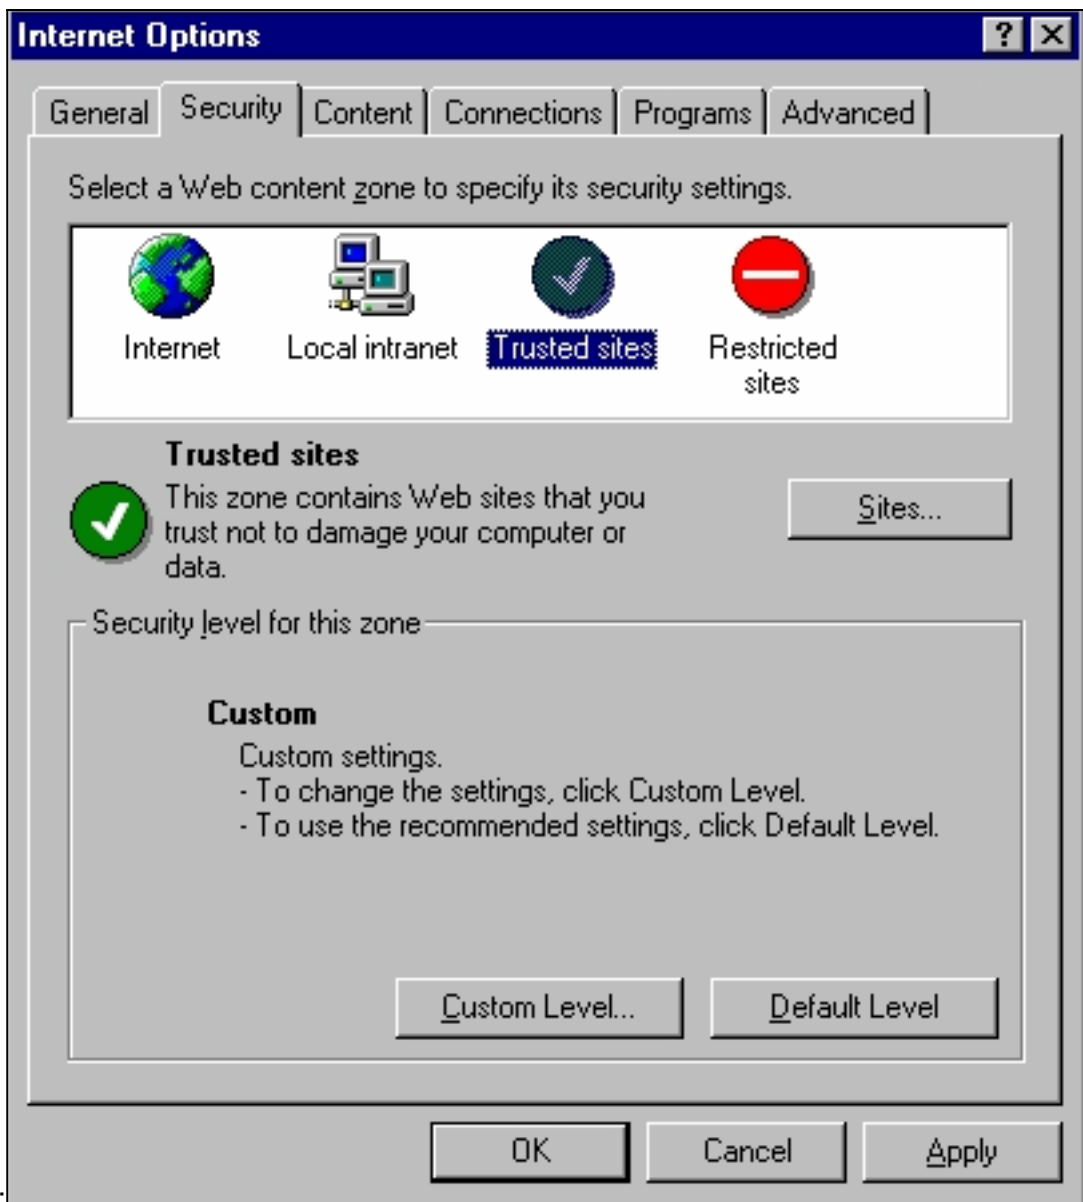 Internet Options
General Security Content Connections Programs Advanced
Select a Web content zone to specify its security settings.
Internet Local intranet Trusted sites Restricted
sites
Trusted sites
This zone contains Web sites that you
trust not to damage your computer or
data.
Sites...
Security level for this zone
Custom
Custom settings.
- To change the settings, click Custom Level.
- To use the recommended settings, click Default Level.
Custom Level... Default Level
OK Cancel Apply
.